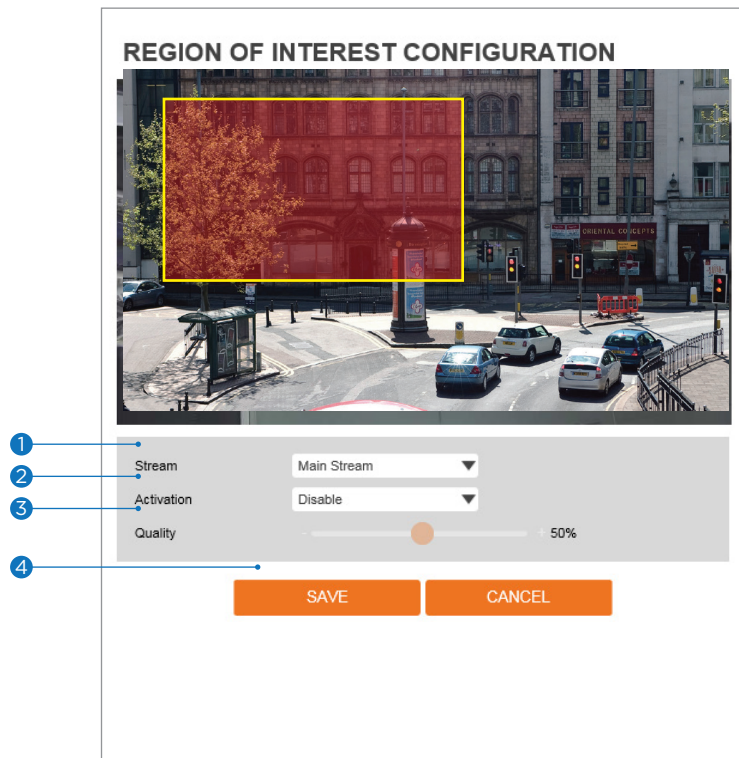 REGION OF INTEREST CONFIGURATION
ORIENTAL CONCEPTS
1
Stream
Main Stream
2
Activation
Disable
3
Quality
- + 50%
4
SAVE
CANCEL